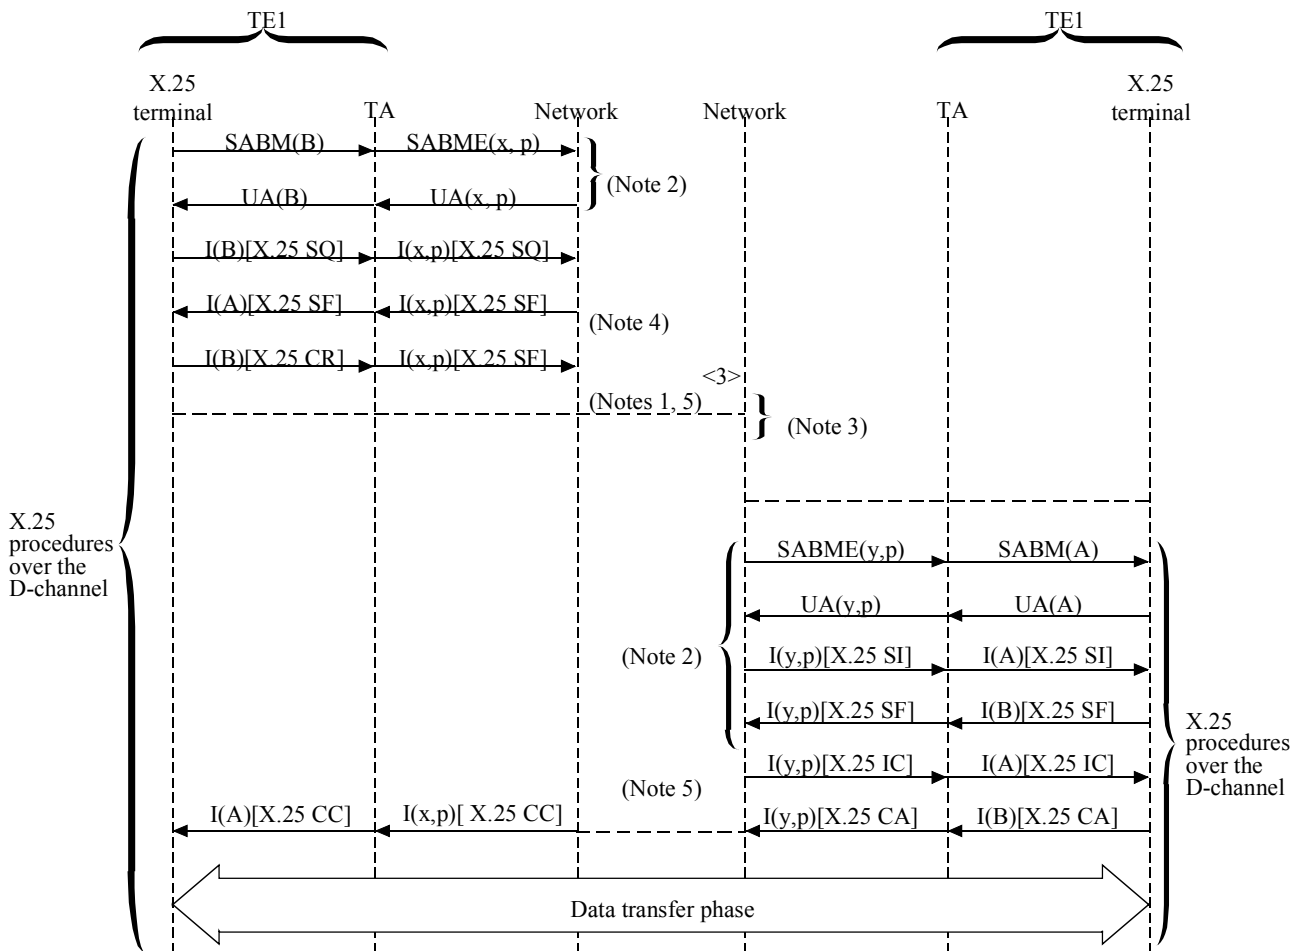 TE1
TE1
X.25
terminal
TA
Network
Network
TA
X.25
terminal
SABM(B)
SABME(x, p)
UA(B)
UA(x, p)
(Note 2)
I(B)[X.25 SQ]
I(x,p)[X.25 SQ]
I(A)[X.25 SF]
I(x,p)[X.25 SF]
(Note 4)
I(B)[X.25 CR]
I(x,p)[X.25 SF]
<3>
(Notes 1, 5)
(Note 3)
X.25
procedures
over the
D-channel
SABME(y,p)
SABM(A)
UA(y,p)
UA(A)
(Note 2)
I(y,p)[X.25 SI]
I(A)[X.25 SI]
I(y,p)[X.25 SF]
I(B)[X.25 SF]
X.25
procedures
over the
D-channel
I(y,p)[X.25 IC]
I(A)[X.25 IC]
(Note 5)
I(A)[X.25 CC]
I(x,p)[ X.25 CC]
I(y,p)[X.25 CA]
I(B)[X.25 CA]
Data transfer phase